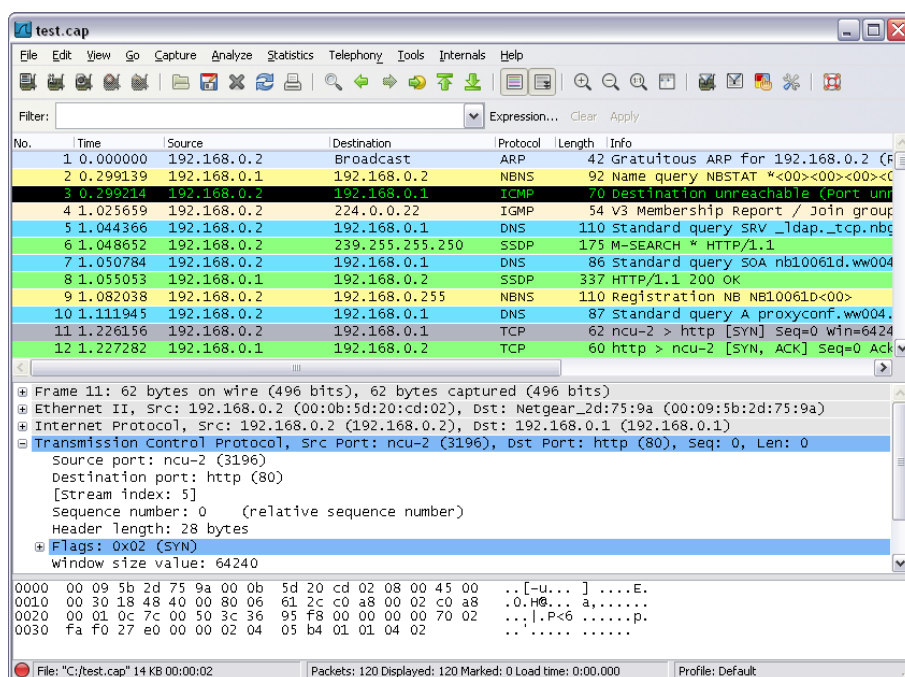 test.cap
File Edit View Go Capture Analyze Statistics Telephony Tools Internals Help
Filter: Expression... Clear Apply
No. Time Source Destination Protocol Length Info
1 0.000000 192.168.0.2 Broadcast ARP 42 Gratuitous ARP for 192.168.0.2 (R
2 0.299139 192.168.0.1 192.168.0.2 NBNS 92 Name query NBSTAT *<00><00><00><0
3 0.299214 192.168.0.2 192.168.0.1 ICMP 70 Destination unreachable (Port unr
4 1.025659 192.168.0.2 224.0.0.22 IGMP 54 V3 Membership Report / Join group
5 1.044366 192.168.0.2 192.168.0.1 DNS 110 Standard query SRV _ldap._tcp.nbg
6 1.048652 192.168.0.2 239.255.255.250 SSDP 175 M-SEARCH * HTTP/1.1
7 1.050784 192.168.0.2 192.168.0.1 DNS 86 Standard query SOA nb10061d.ww004
8 1.055053 192.168.0.1 192.168.0.2 SSDP 337 HTTP/1.1 200 OK
9 1.082038 192.168.0.2 192.168.0.255 NBNS 110 Registration NB NB10061D<00>
10 1.111945 192.168.0.2 192.168.0.1 DNS 87 Standard query A proxyconf.ww004.
11 1.226156 192.168.0.2 192.168.0.1 TCP 62 ncu-2 > http [SYN] Seq=0 Win=6424
12 1.227282 192.168.0.1 192.168.0.2 TCP 60 http > ncu-2 [SYN, ACK] Seq=0 Ack
Frame 11: 62 bytes on wire (496 bits), 62 bytes captured (496 bits)
Ethernet II, Src: 192.168.0.2 (00:0b:5d:20:cd:02), Dst: Netgear_2d:75:9a (00:09:5b:2d:75:9a)
Internet Protocol, Src: 192.168.0.2 (192.168.0.2), Dst: 192.168.0.1 (192.168.0.1)
Transmission Control Protocol, Src Port: ncu-2 (3196), Dst Port: http (80), Seq: 0, Len: 0
Source port: ncu-2 (3196)
Destination port: http (80)
[Stream index: 5]
Sequence number: 0 (relative sequence number)
Header length: 28 bytes
Flags: 0x02 (SYN)
Window size value: 64240
0000 00 09 5b 2d 75 9a 00 0b 5d 20 cd 02 08 00 45 00 ..[-u... ] ....E.
0010 00 30 18 48 40 00 80 06 61 2c c0 a8 00 02 c0 a8 .0.H@... a,......
0020 00 01 0c 7c 00 50 3c 36 95 f8 00 00 00 00 70 02 ...|.P<6 ......p.
0030 fa f0 27 e0 00 00 02 04 05 b4 01 01 04 02 ..'..... ......
File: "C:/test.cap" 14 KB 00:00:02 Packets: 120 Displayed: 120 Marked: 0 Load time: 0:00.000 Profile: Default